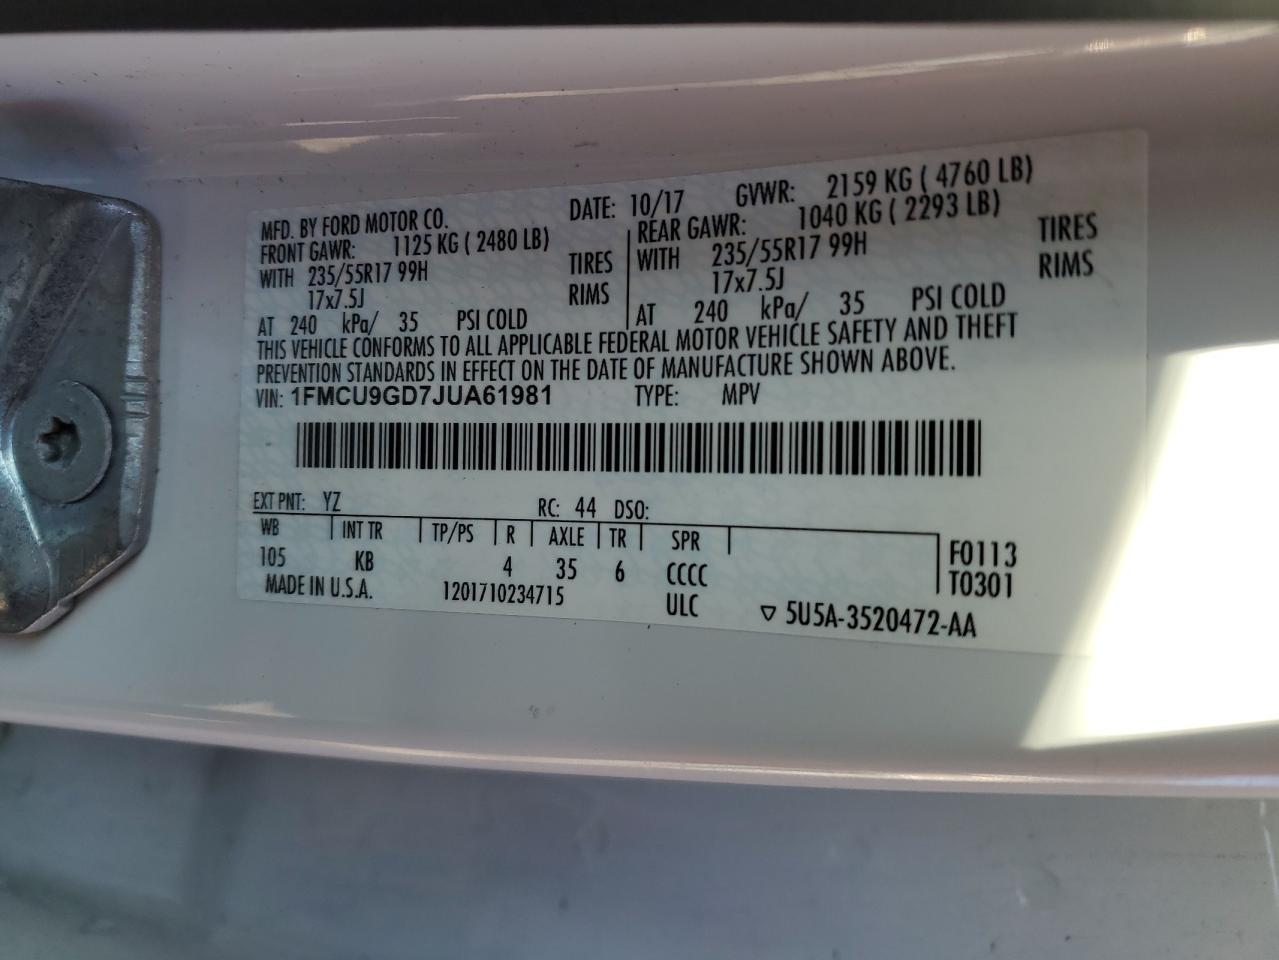 MFD. BY FORD MOTOR CO. DATE: 10/17 GVWR: 2159 KG ( 4760 LB)
FRONT GAWR: 1125 KG ( 2480 LB) REAR GAWR: 1040 KG ( 2293 LB)
WITH 235/55R17 99H TIRES WITH 235/55R17 99H TIRES
17x7.5J RIMS 17x7.5J RIMS
AT 240 kPa/ 35 PSI COLD AT 240 kPa/ 35 PSI COLD
THIS VEHICLE CONFORMS TO ALL APPLICABLE FEDERAL MOTOR VEHICLE SAFETY AND THEFT
PREVENTION STANDARDS IN EFFECT ON THE DATE OF MANUFACTURE SHOWN ABOVE.
VIN: 1FMCU9GD7JUA61981 TYPE: MPV
EXT PNT: YZ RC: 44 DSO:
WB INT TR TP/PS R AXLE TR SPR
105 KB 4 35 6 CCCC F0113
MADE IN U.S.A. 1201710234715 ULC T0301
▽ 5U5A-3520472-AA